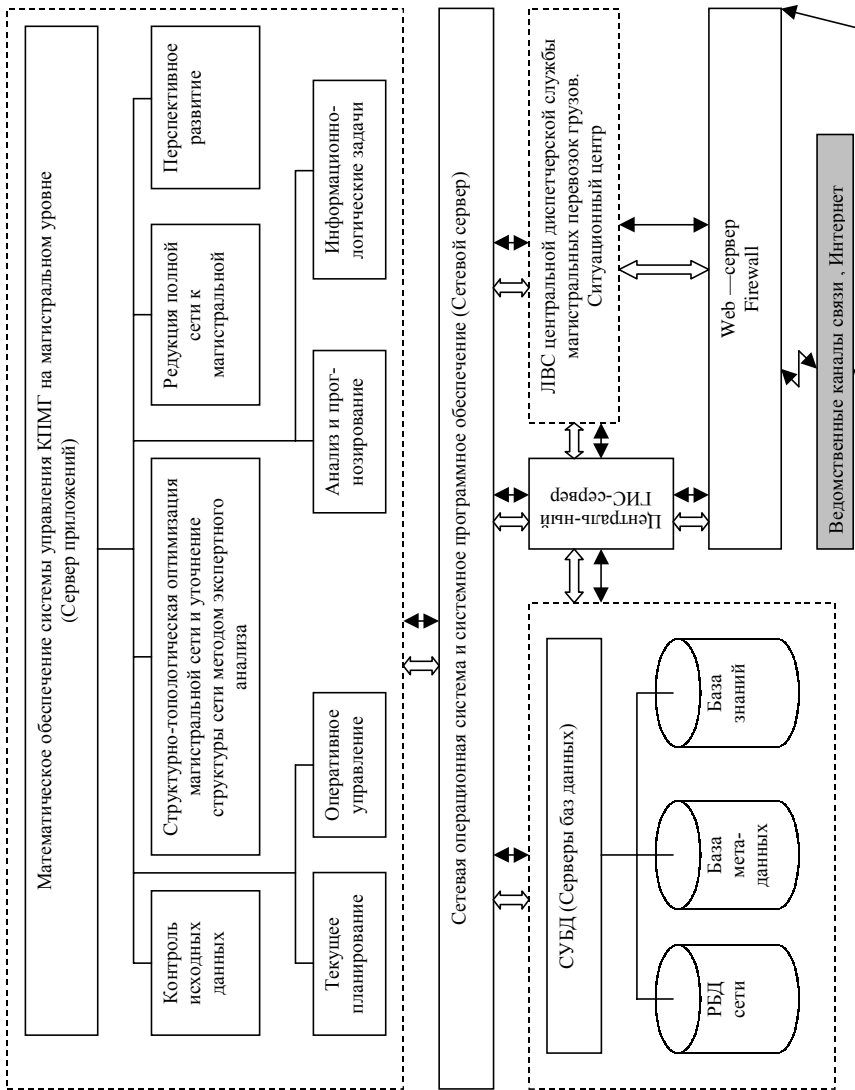 Математическое обеспечение системы управления КПМГ на магистральном уровне
(Сервер приложений)
Контроль
исходных
данных
Структурно-топологическая оптимизация
магистральной сети и уточнение
структуры сети методом экспертного
анализа
Редукция полной
сети к
магистральной
Перспективное
развитие
Текущее
планирование
Оперативное
управление
Анализ и прог-
нозирование
Информационно-
логические задачи
Сетевая операционная система и системное программное обеспечение (Сетевой сервер)
СУБД (Серверы баз данных)
РБД
сети
База
мета-
данных
База
знаний
Централь-ный
ГИС-сервер
ЛВС центральной диспетчерской службы
магистральных перевозок грузов.
Ситуационный центр
Web —сервер
Firewall
Ведомственные каналы связи , Интернет